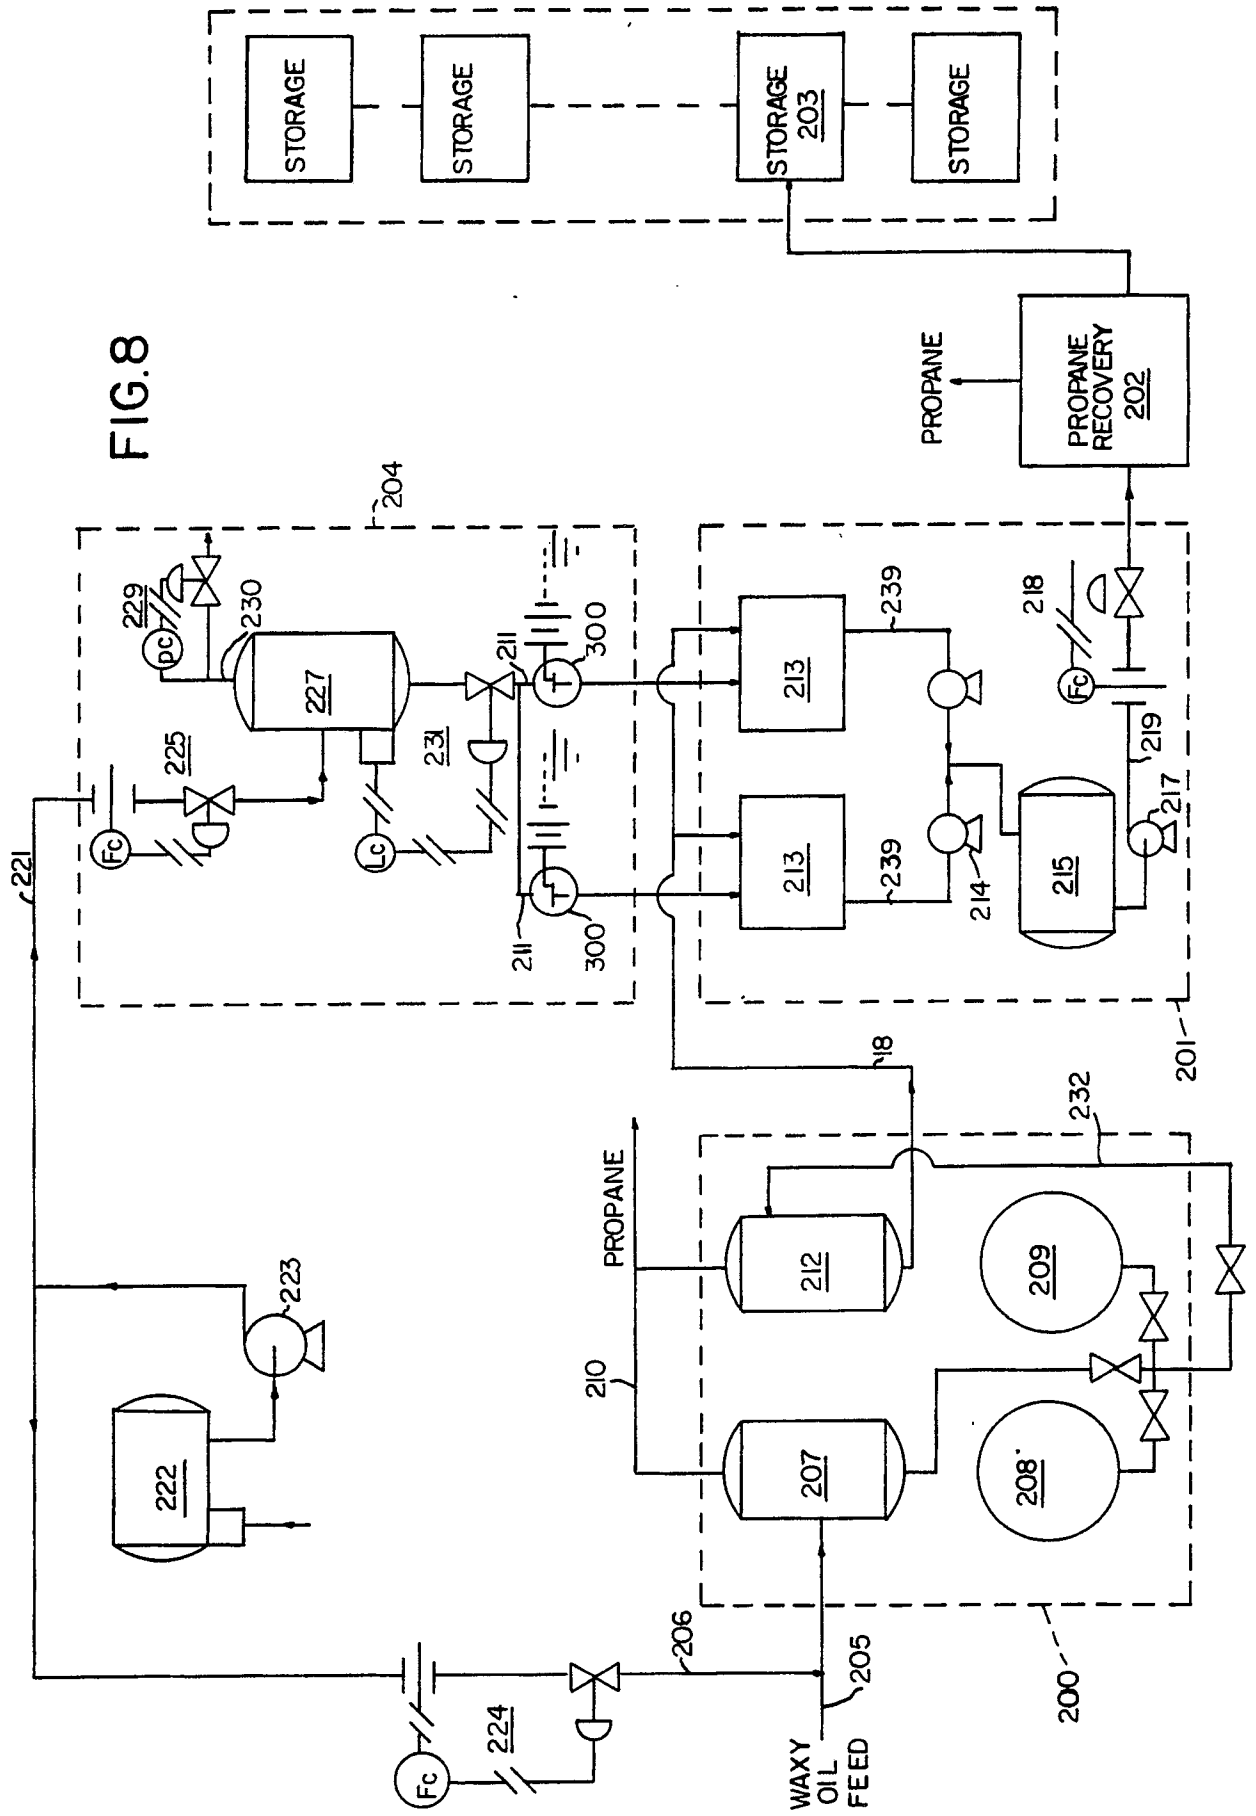 FIG.8
STORAGE
STORAGE
STORAGE
203
STORAGE
221
Fc
225
PC
229
230
227
204
Lc
231
211
211
300
300
222
223
Fc
224
206
WAXY
OIL
FEED
205
200
207
210
PROPANE
212
208
209
232
18
201
213
213
239
239
214
215
217
219
Fc
218
PROPANE
PROPANE
RECOVERY
202